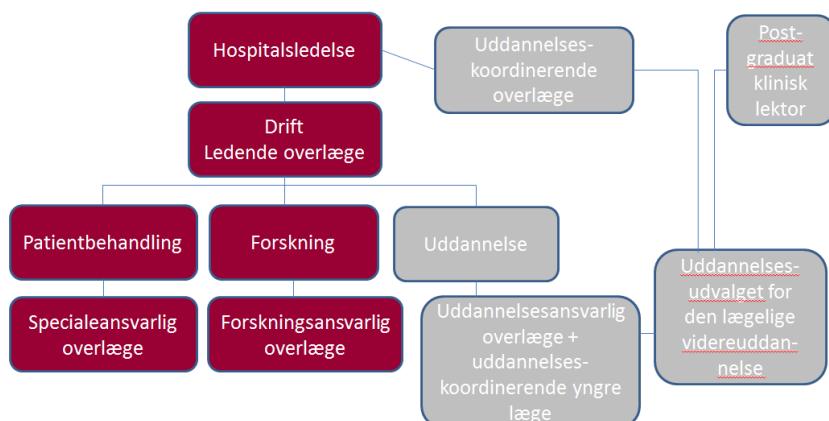 Hospitalsledelse
Uddannelses-
koordinerende
overlæge
Post-
graduat
klinisk
lektor
Drift
Ledende overlæge
Patientbehandling
Forskning
Uddannelse
Uddannelses-
udvalget for
den lægelige
videreuddan-
nelse
Specialeansvarlig
overlæge
Forskningsansvarlig
overlæge
Uddannelsesansvarlig
overlæge +
uddannelses-
koordinerende yngre
læge